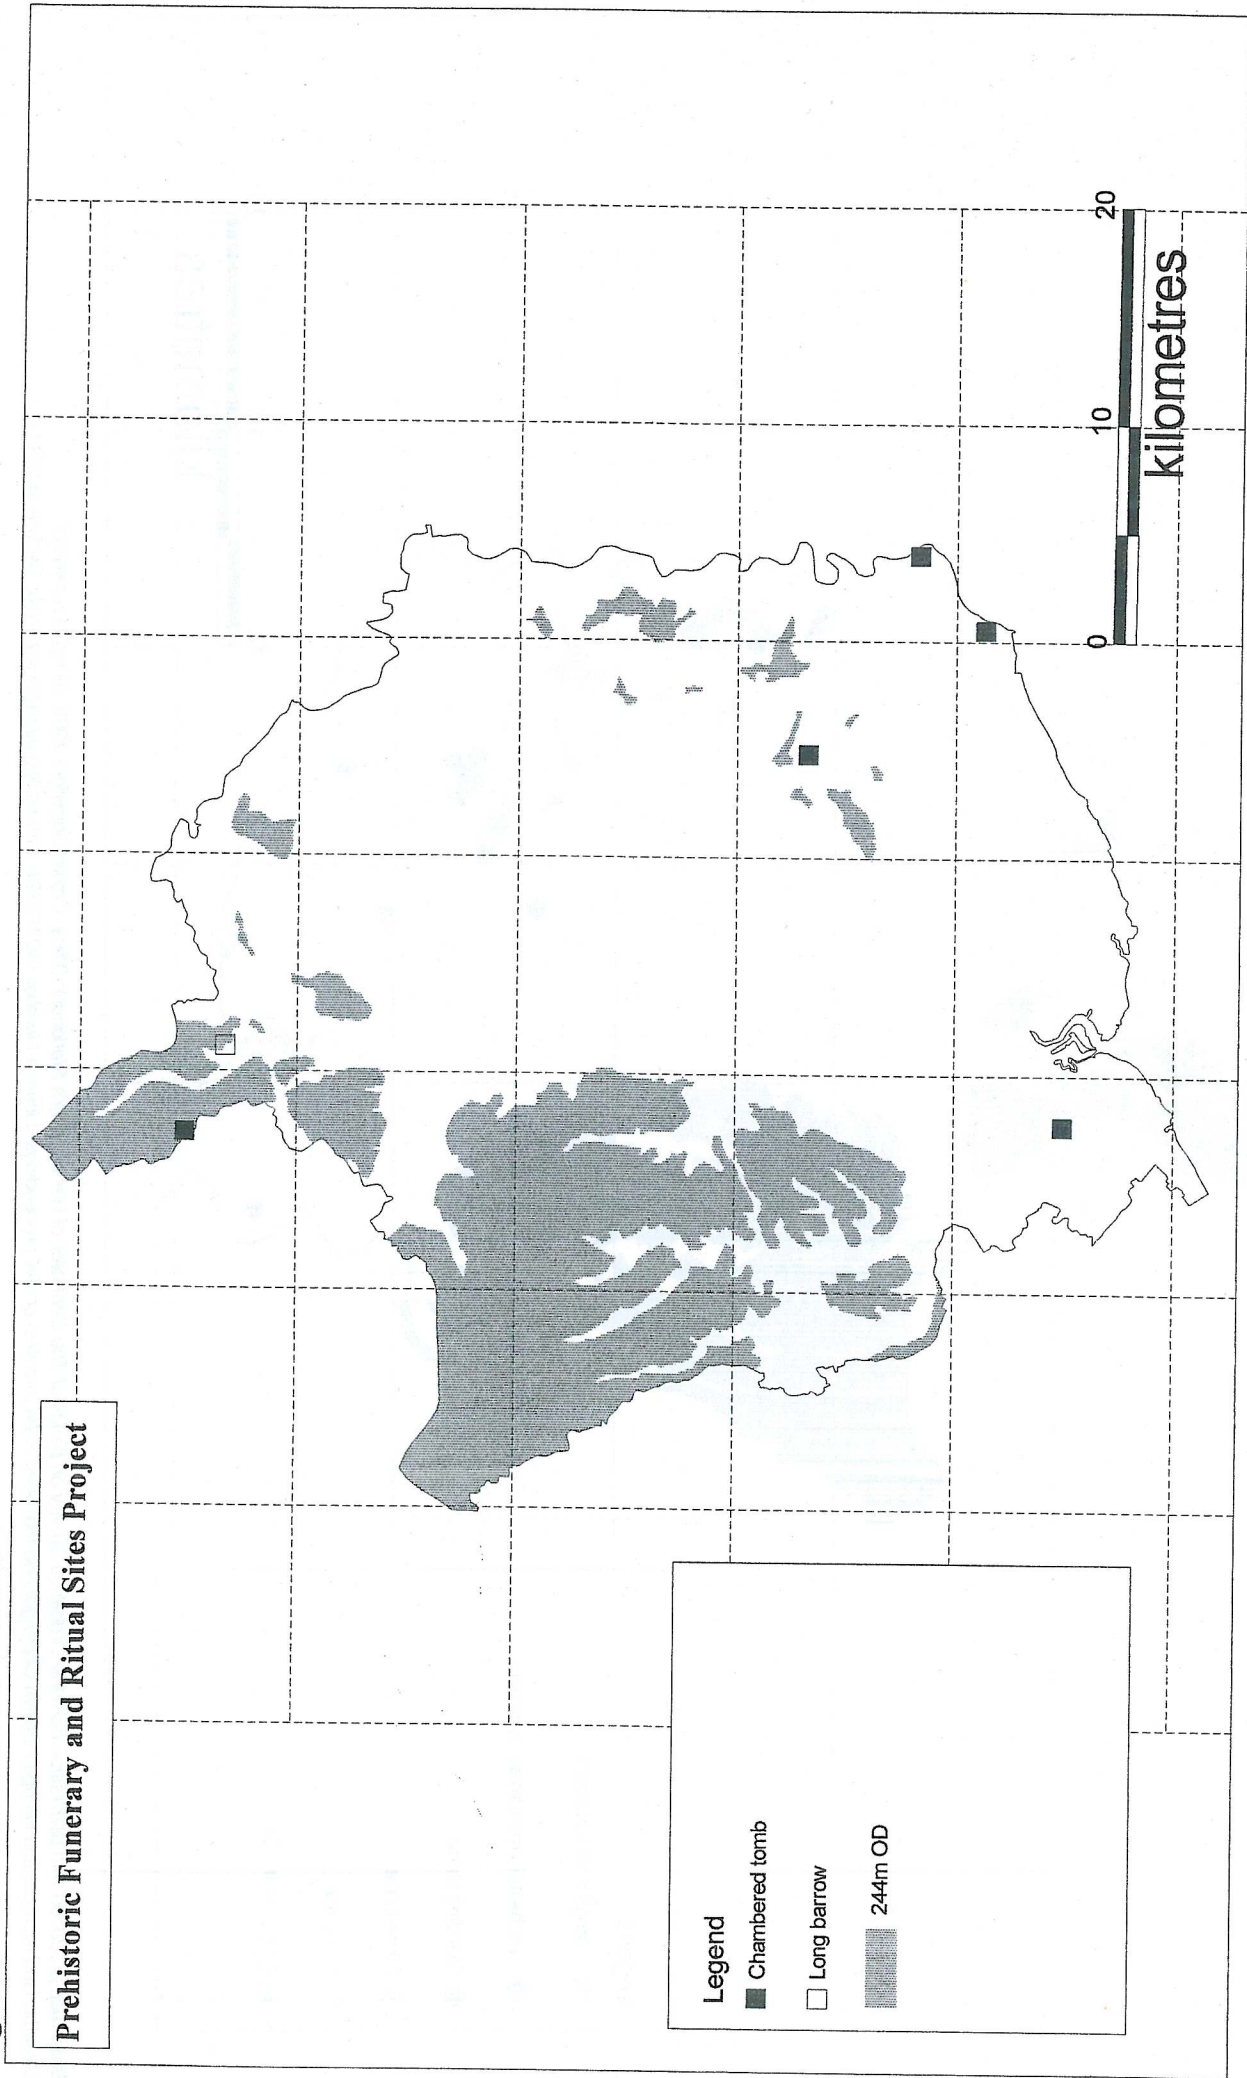 Prehistoric Funerary and Ritual Sites Project
Legend
Chambered tomb
Long barrow
244m OD
0 10 20
kilometres